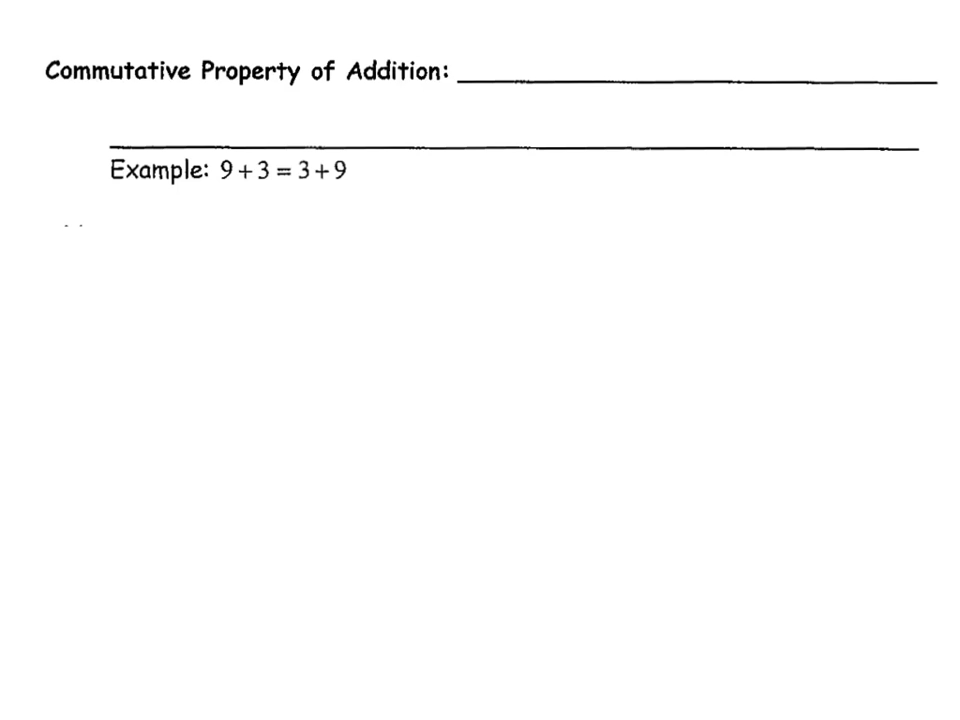 Commutative Property of Addition:
Example: 9+3 = 3+9